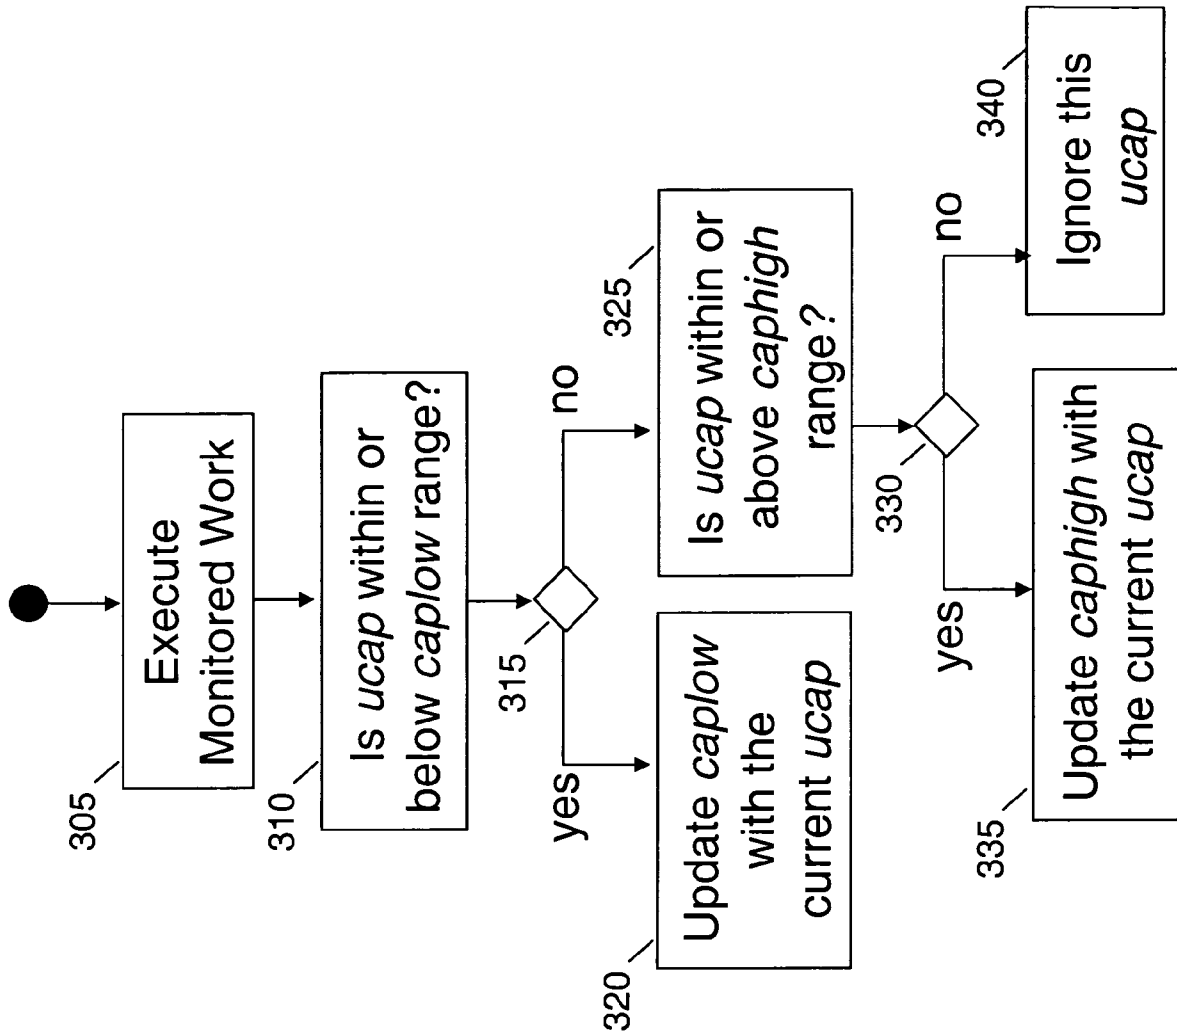 305
Execute
Monitored Work
310
Is ucap within or
below caplow range?
315
yes
no
320
Update caplow
with the
current ucap
325
Is ucap within or
above caphigh
range?
330
yes
no
335
Update caphigh with
the current ucap
340
Ignore this
ucap